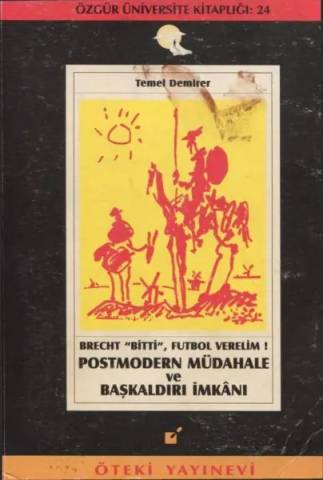 ÖZGÜR ÜNİVERSİTE KİTAPLIĞI: 24
Temel Demirer
BRECHT "BİTTİ", FUTBOL VERELİM !
POSTMODERN MÜDAHALE
ve
BAŞKALDIRI İMKÂNI
ÖTEKİ YAYINEVİ